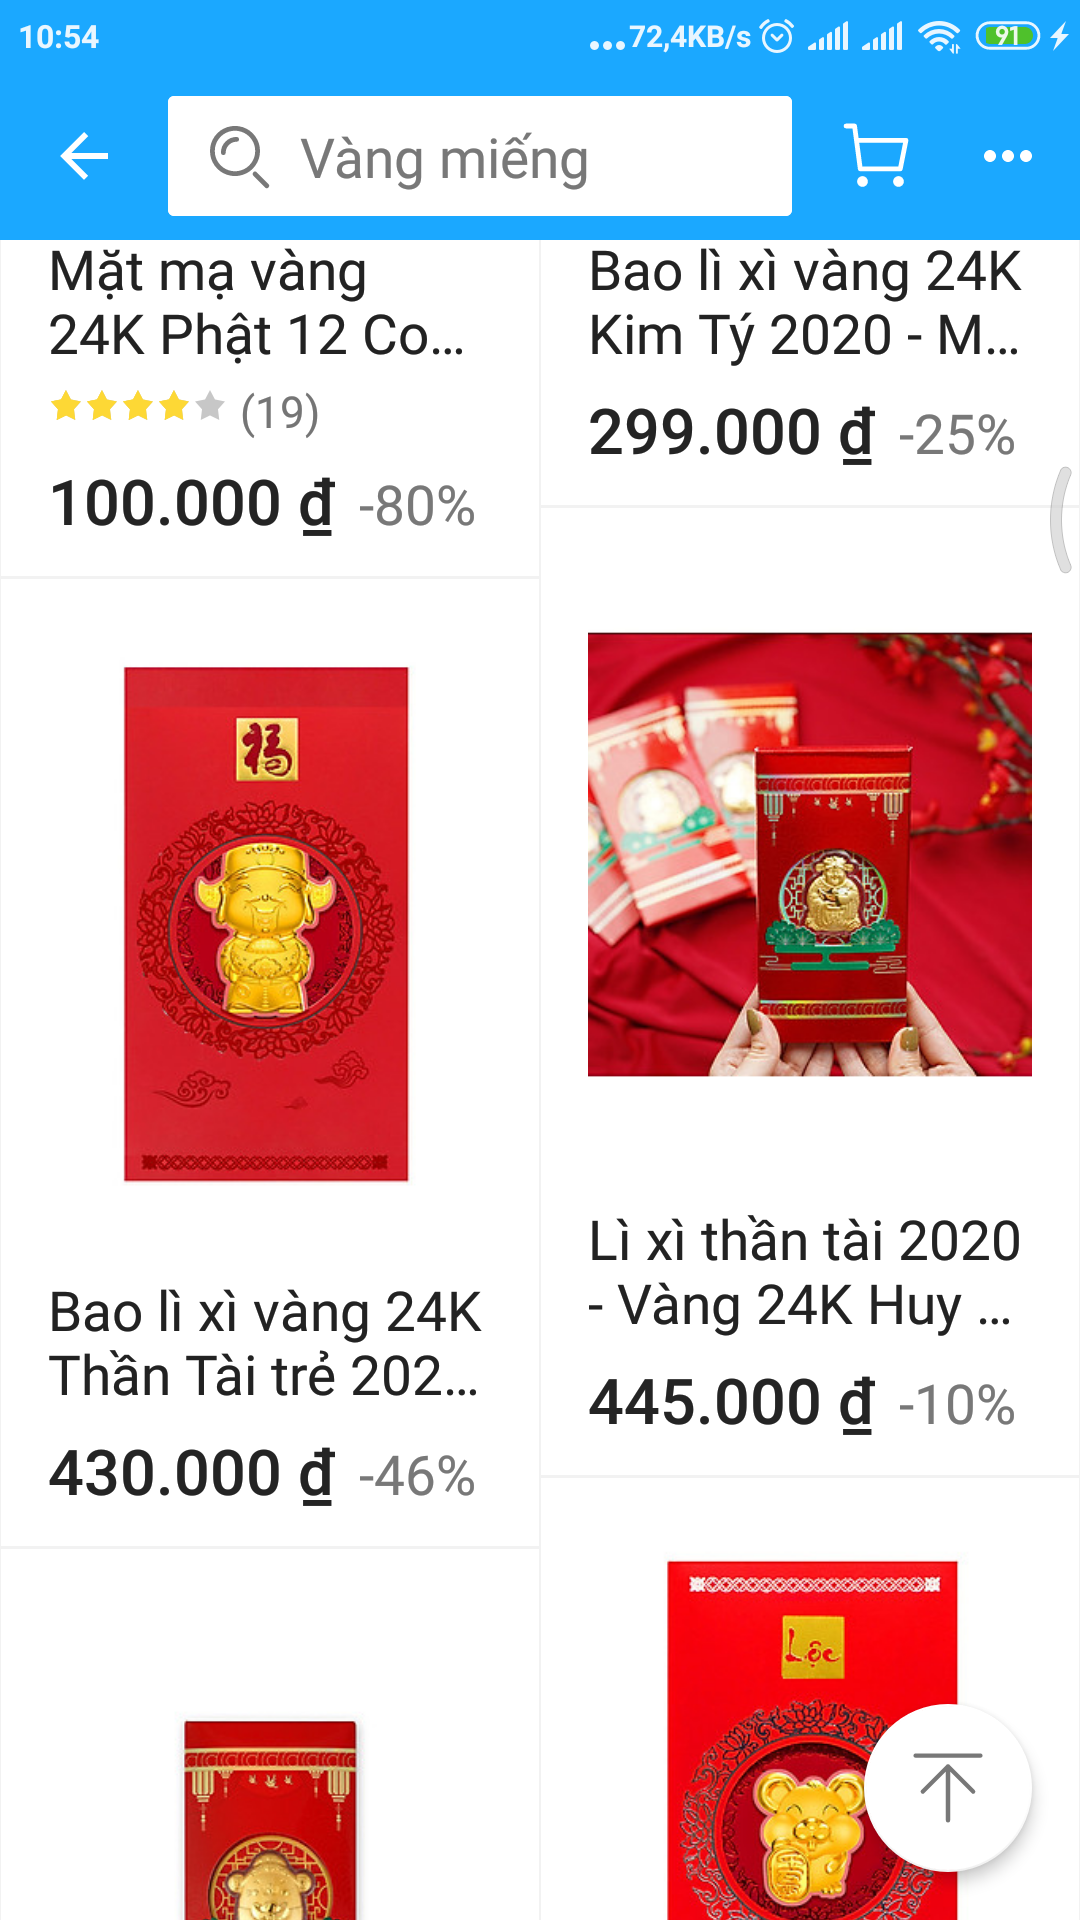 10:54
...72,4KB/s
91
Vàng miếng
Mặt mạ vàng
24K Phật 12 Co...
(19)
100.000 ₫ -80%
Bao lì xì vàng 24K
Kim Tý 2020 - M...
299.000 ₫ -25%
福
Bao lì xì vàng 24K
Thần Tài trẻ 202...
430.000 ₫ -46%
Lì xì thần tài 2020
- Vàng 24K Huy ...
445.000 ₫ -10%
Lộc